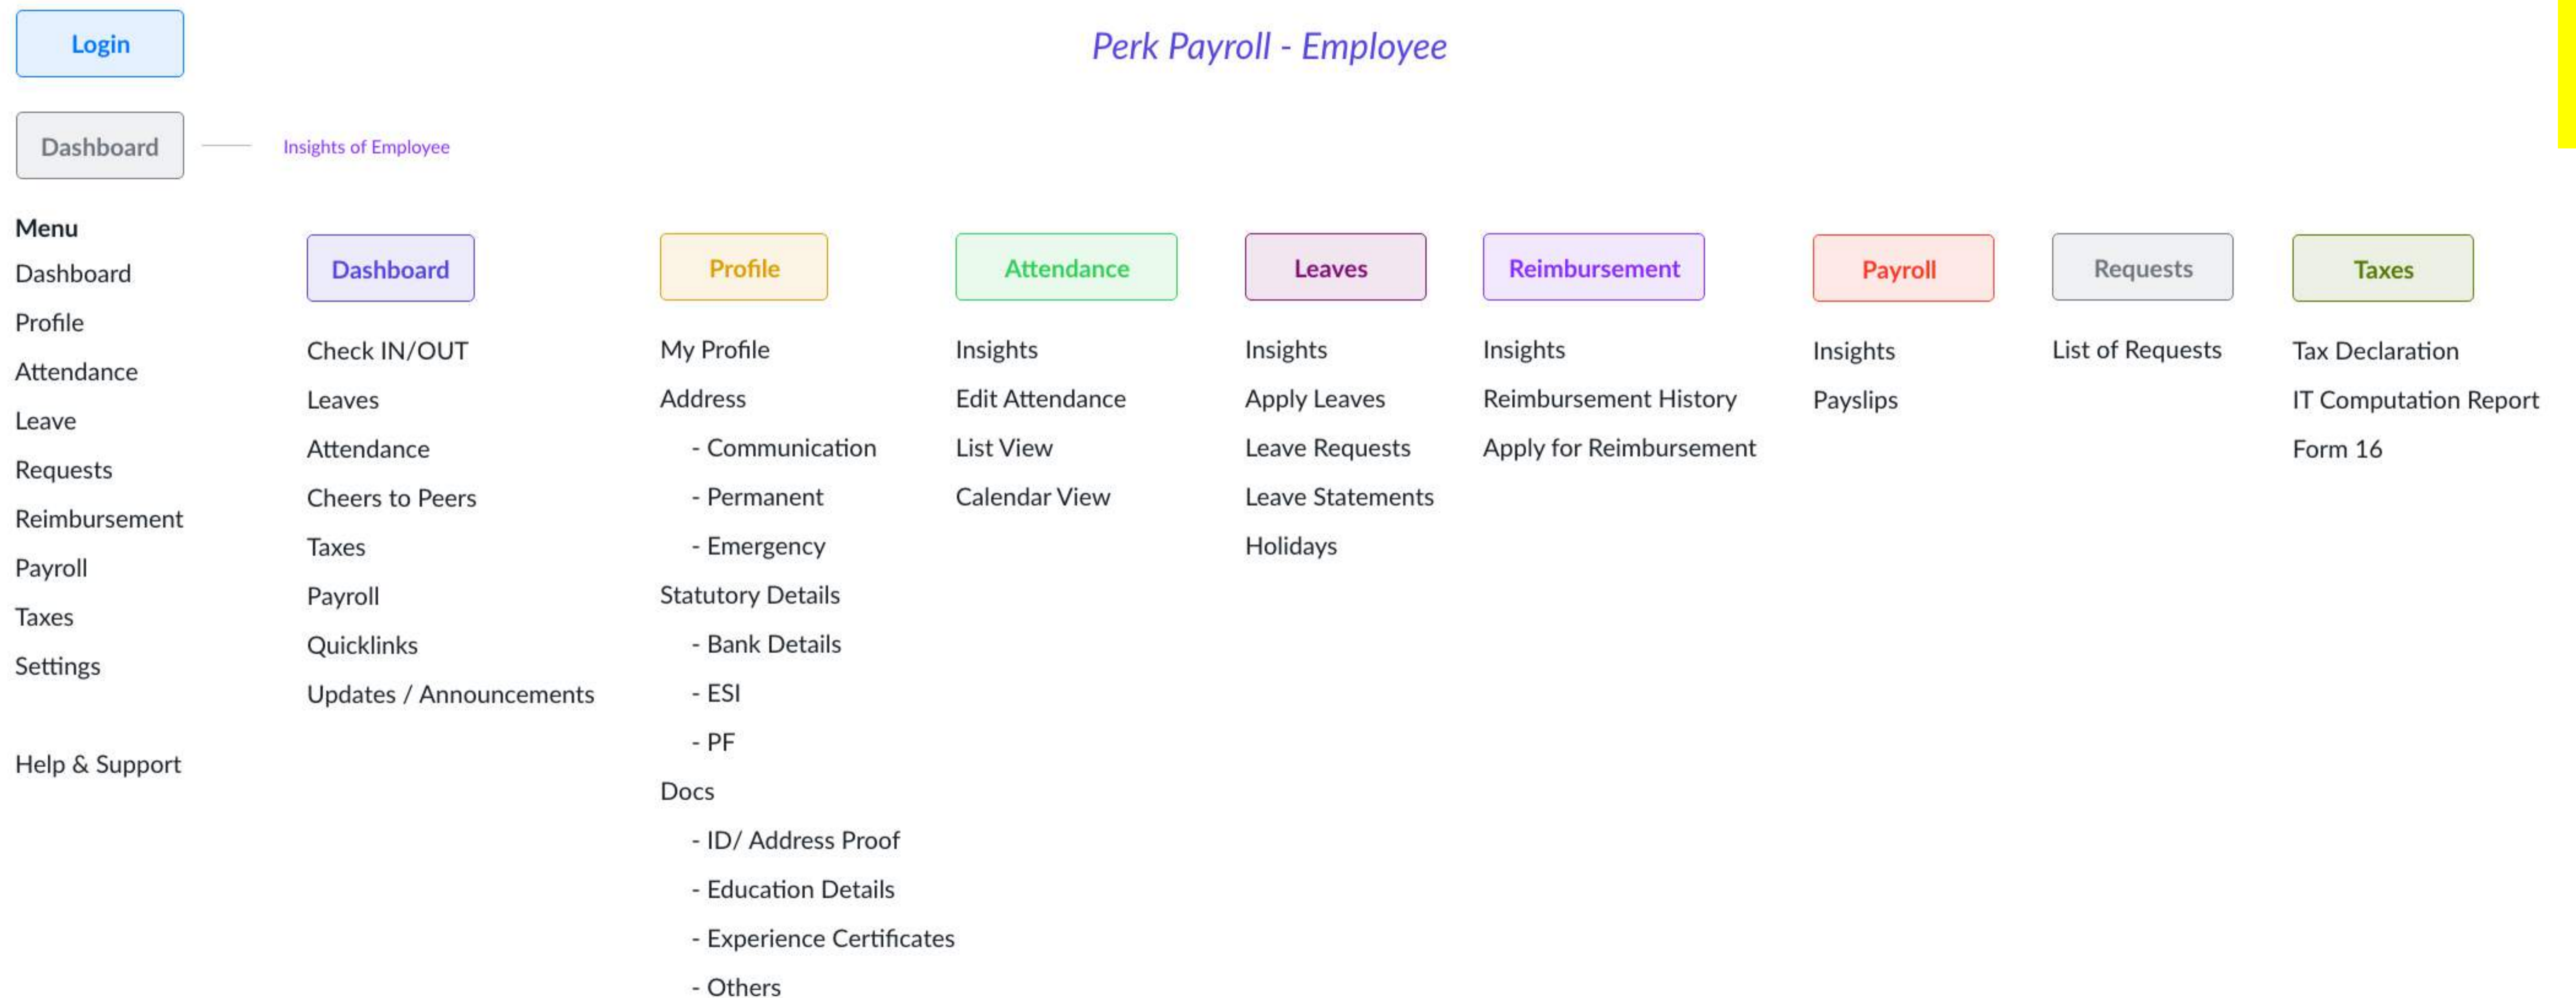 Login
Perk Payroll - Employee
Dashboard
Insights of Employee
Menu
Dashboard
Profile
Attendance
Leave
Requests
Reimbursement
Payroll
Taxes
Settings
Help & Support
Dashboard
Check IN/OUT
Leaves
Attendance
Cheers to Peers
Taxes
Payroll
Quicklinks
Updates / Announcements
Profile
My Profile
Address
- Communication
- Permanent
- Emergency
Statutory Details
- Bank Details
- ESI
- PF
Docs
- ID/ Address Proof
- Education Details
- Experience Certificates
- Others
Attendance
Insights
Edit Attendance
List View
Calendar View
Leaves
Insights
Apply Leaves
Leave Requests
Leave Statements
Holidays
Reimbursement
Insights
Reimbursement History
Apply for Reimbursement
Payroll
Insights
Payslips
Requests
List of Requests
Taxes
Tax Declaration
IT Computation Report
Form 16